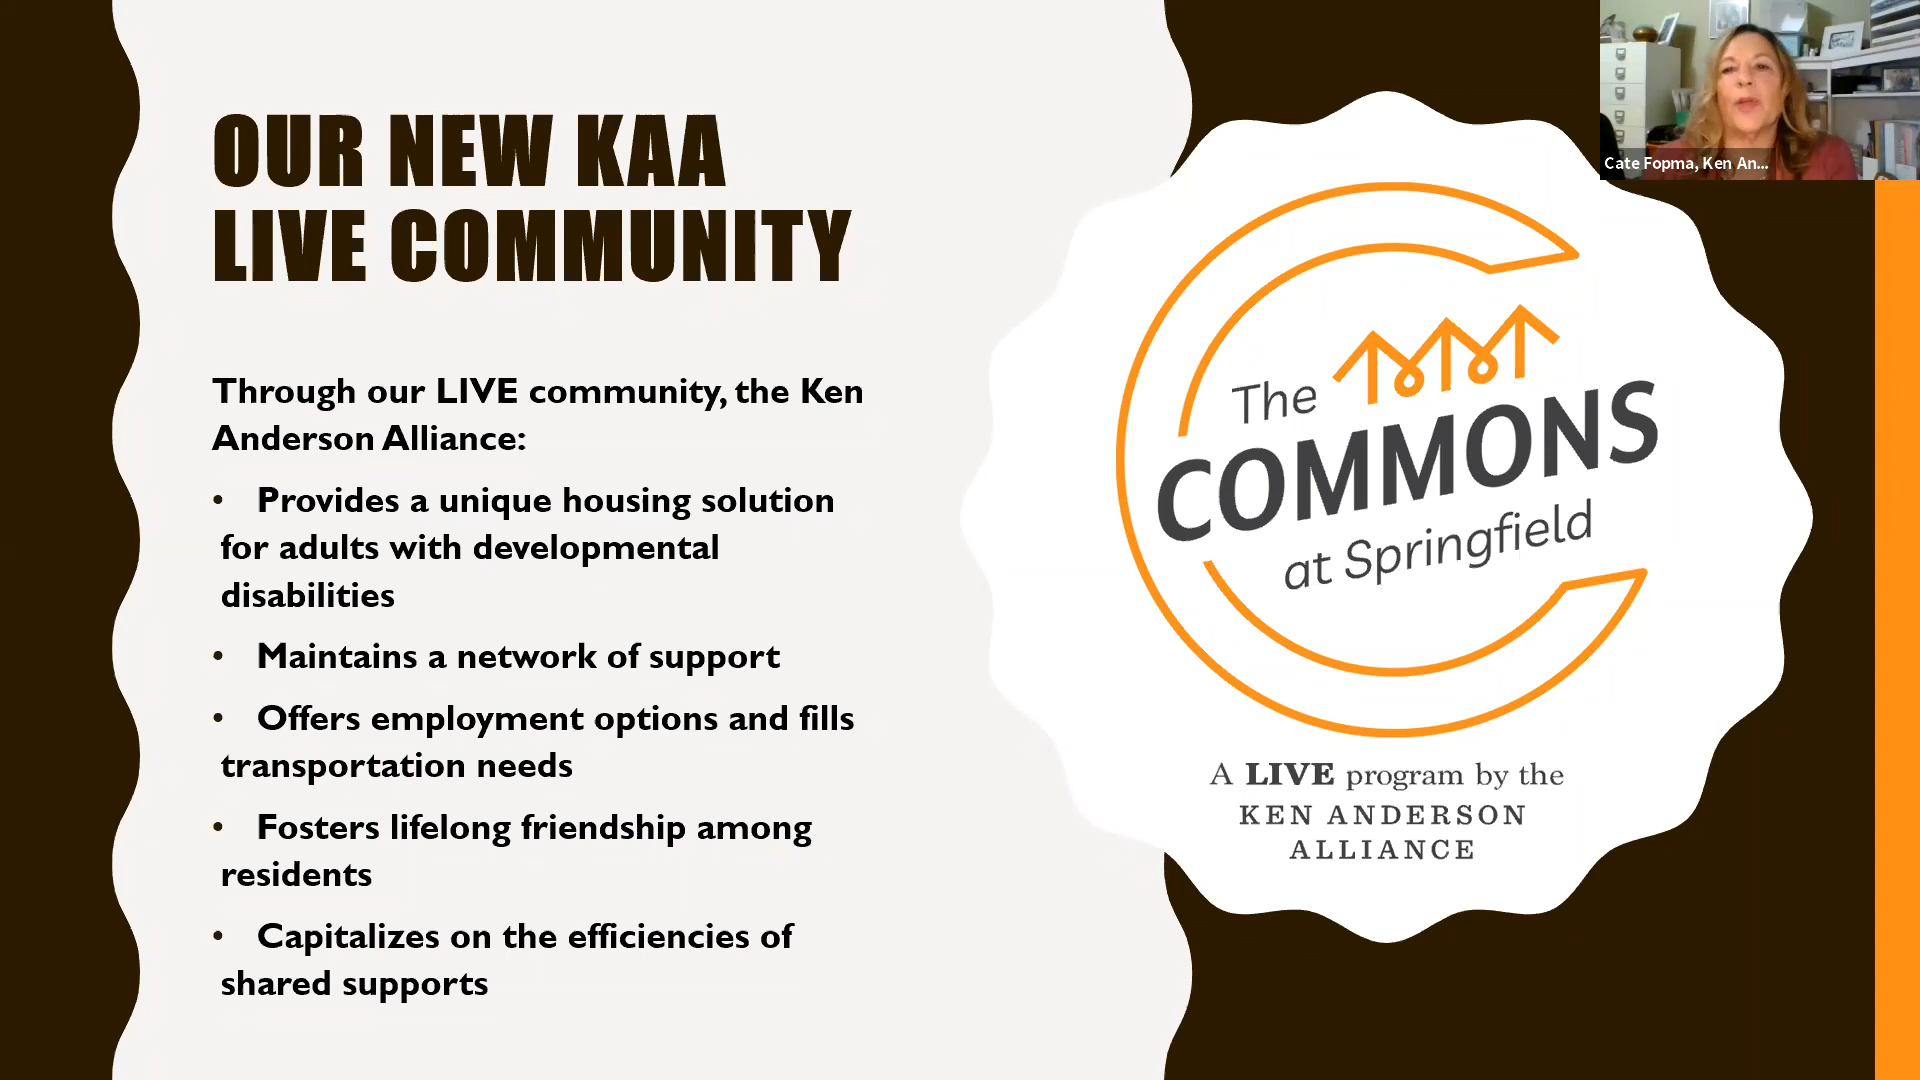 OUR NEW KAA
LIVE COMMUNITY
Through our LIVE community, the Ken
Anderson Alliance:
• Provides a unique housing solution
for adults with developmental
disabilities
• Maintains a network of support
• Offers employment options and fills
transportation needs
• Fosters lifelong friendship among
residents
• Capitalizes on the efficiencies of
shared supports
The
COMMONS
at Springfield
A LIVE program by the
KEN ANDERSON
ALLIANCE
Cate Fopma, Ken An...